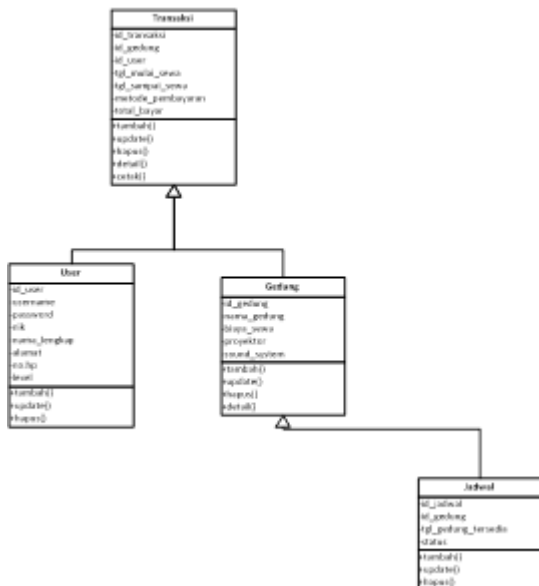 Transaksi
-id_transaksi
-id_gedung
-id_user
-tgl_mulai_sewa
-tgl_sampai_sewa
-metode_pembayaran
-total_bayar
+tambah()
+update()
+hapus()
+detail()
+cetak()
User
-id_user
-username
-password
-nik
-nama_lengkap
-alamat
-no.hp
-level
+tambah()
+update()
+hapus()
Gedung
-id_gedung
-nama_gedung
-biaya_sewa
-proyektor
-sound_system
+tambah()
+update()
+hapus()
+detail()
Jadwal
-id_jadwal
-id_gedung
-tgl_gedung_tersedia
-status
+tambah()
+update()
+hapus()